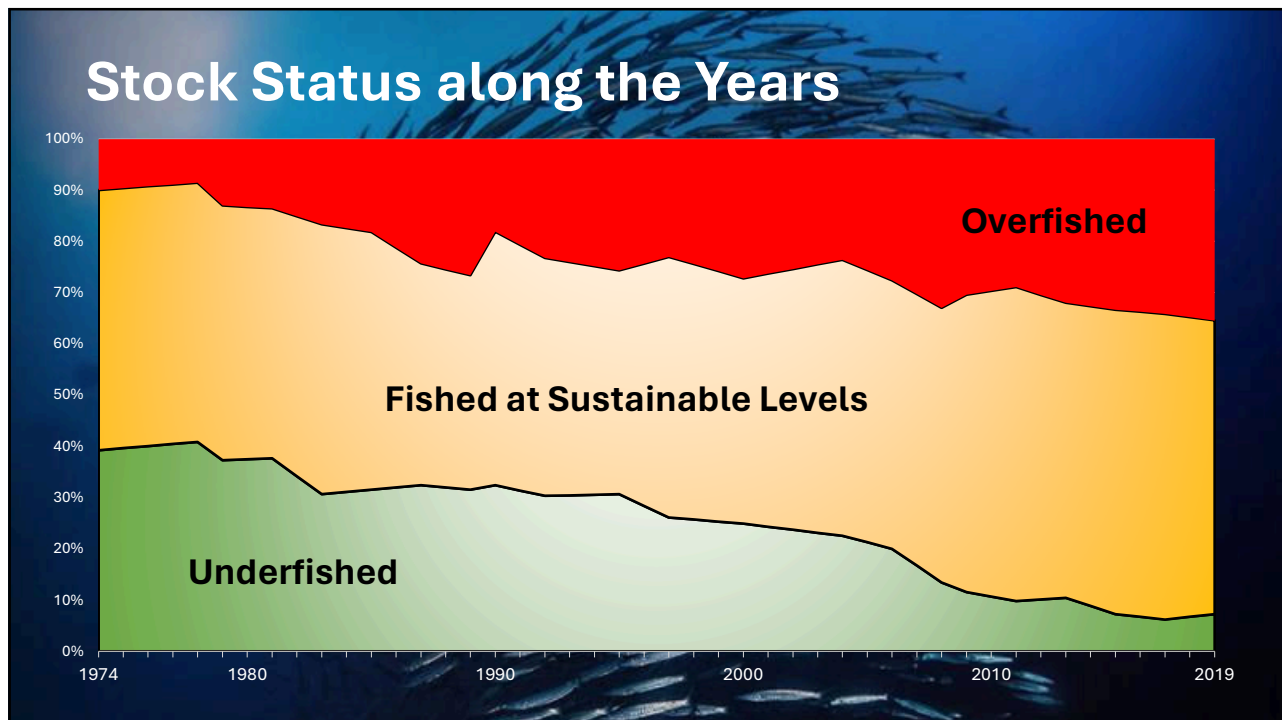 Stock Status along the Years
100%
90%
80%
70%
60%
50%
40%
30%
20%
10%
0%
Overfished
Fished at Sustainable Levels
Underfished
1974 1980 1990 2000 2010 2019